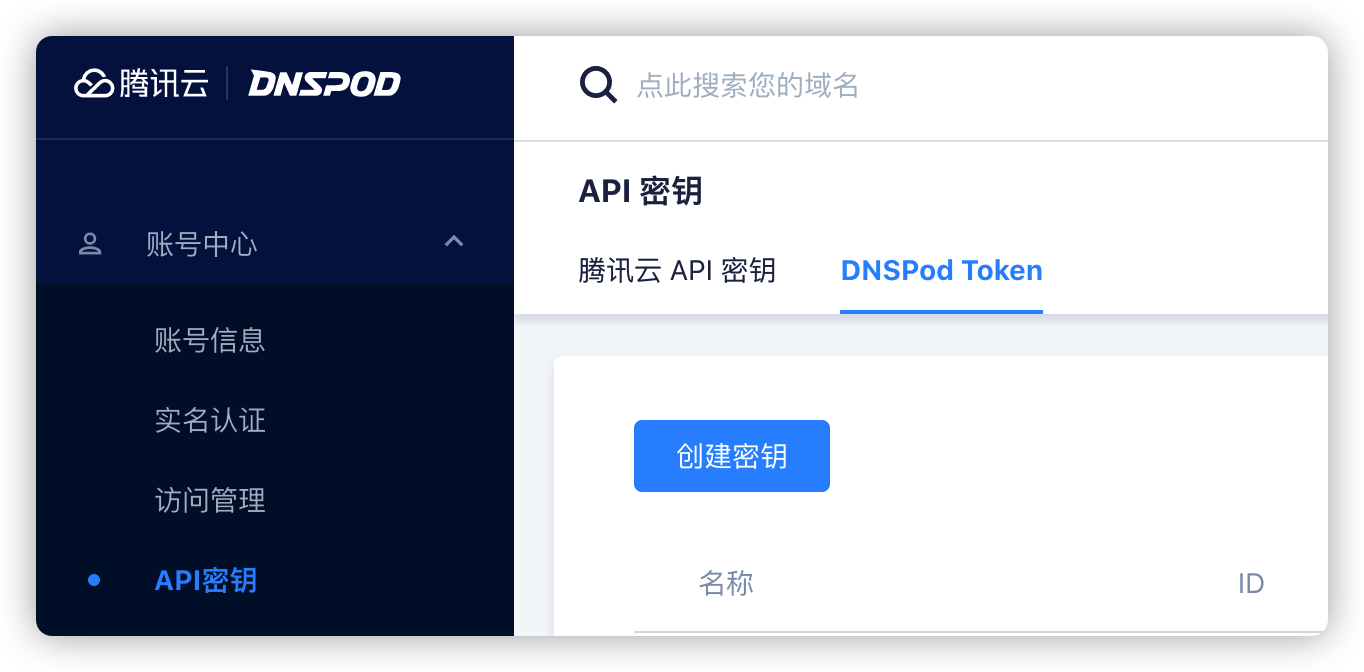 腾讯云 DNSPOD
点此搜索您的域名
账号中心
账号信息
实名认证
访问管理
API密钥
API 密钥
腾讯云 API 密钥 DNSPod Token
创建密钥
名称 ID